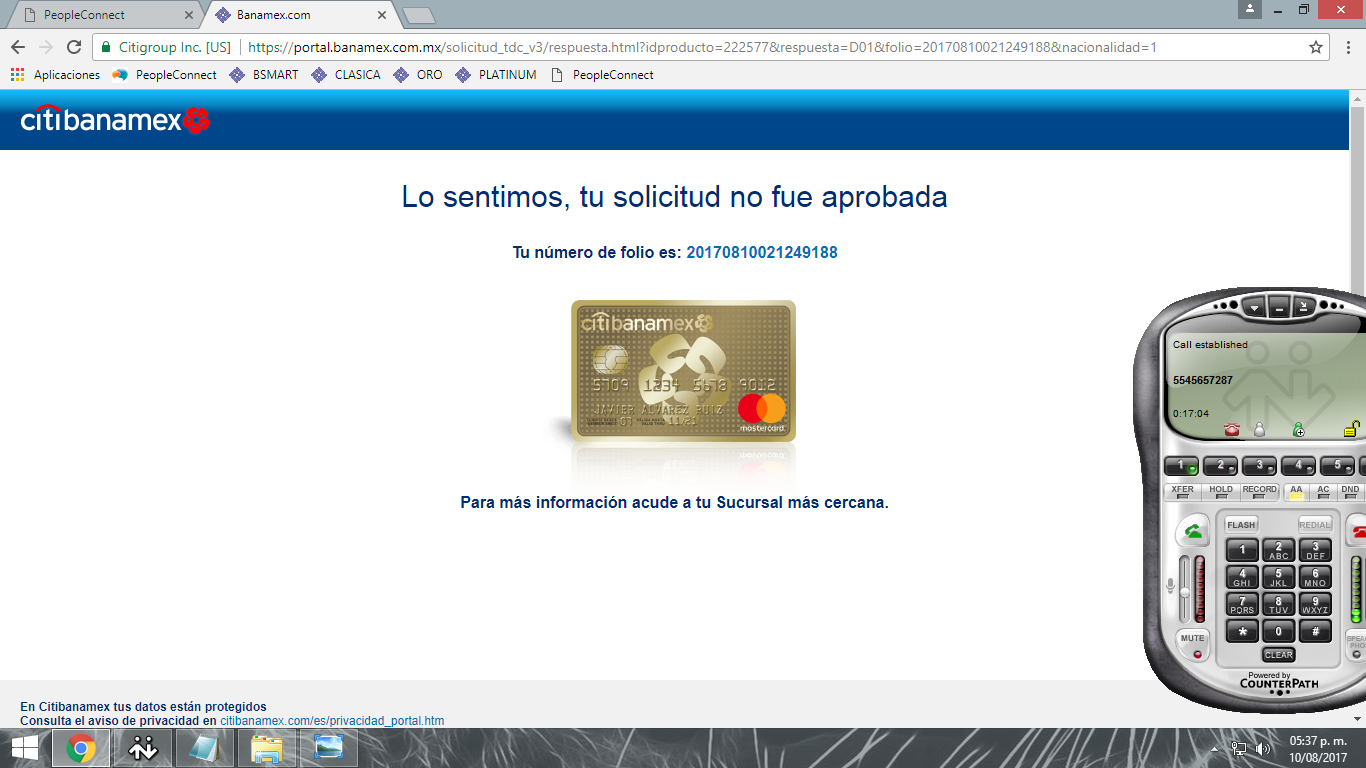 PeopleConnect
Banamex.com
Citigroup Inc. [US]
https://portal.banamex.com.mx/solicitud_tdc_v3/respuesta.html?idproducto=222577&respuesta=D01&folio=20170810021249188&nacionalidad=1
Aplicaciones PeopleConnect BSMART CLASICA ORO PLATINUM PeopleConnect
citibanamex
Lo sentimos, tu solicitud no fue aprobada
Tu número de folio es: 20170810021249188
citibanamex
5709 1234 5678 9012
JAVIER ALVAREZ RUIZ
07 11/21
mastercard
Para más información acude a tu Sucursal más cercana.
Call established
5545657287
0:17:04
1 2 3 4 5
XFER HOLD RECORD AA AC DND
FLASH REDIAL
1 2 ABC 3 DEF
4 GHI 5 JKL 6 MNO
7 PQRS 8 TUV 9 WXYZ
* 0 #
MUTE
CLEAR
Powered by
COUNTERPATH
En Citibanamex tus datos están protegidos
Consulta el aviso de privacidad en citibanamex.com/es/privacidad_portal.htm
05:37 p. m.
10/08/2017